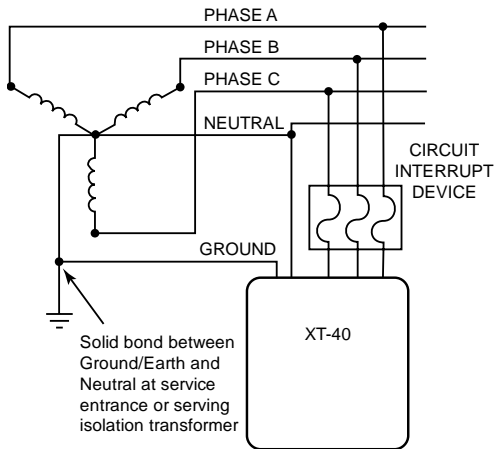 PHASE A
PHASE B
PHASE C
NEUTRAL
CIRCUIT
INTERRUPT
DEVICE
GROUND
XT-40
Solid bond between
Ground/Earth and
Neutral at service
entrance or serving
isolation transformer